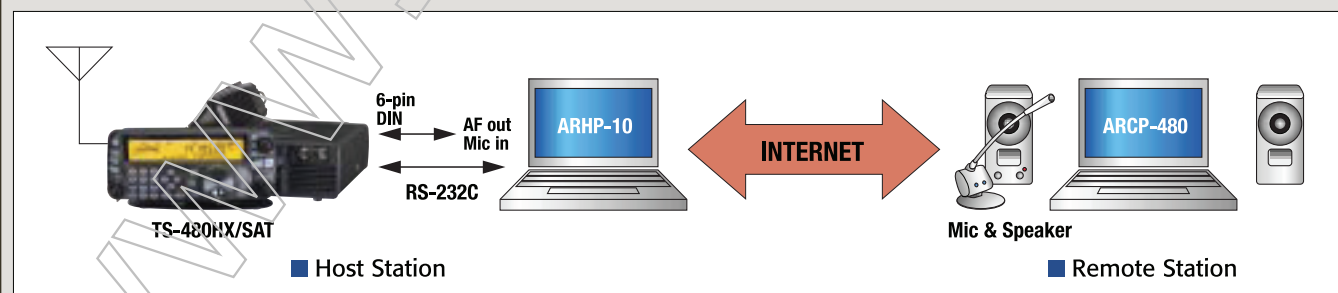 6-pin
DIN
AF out
Mic in
RS-232C
TS-480HX/SAT
ARHP-10
INTERNET
ARCP-480
Mic & Speaker
Host Station
Remote Station